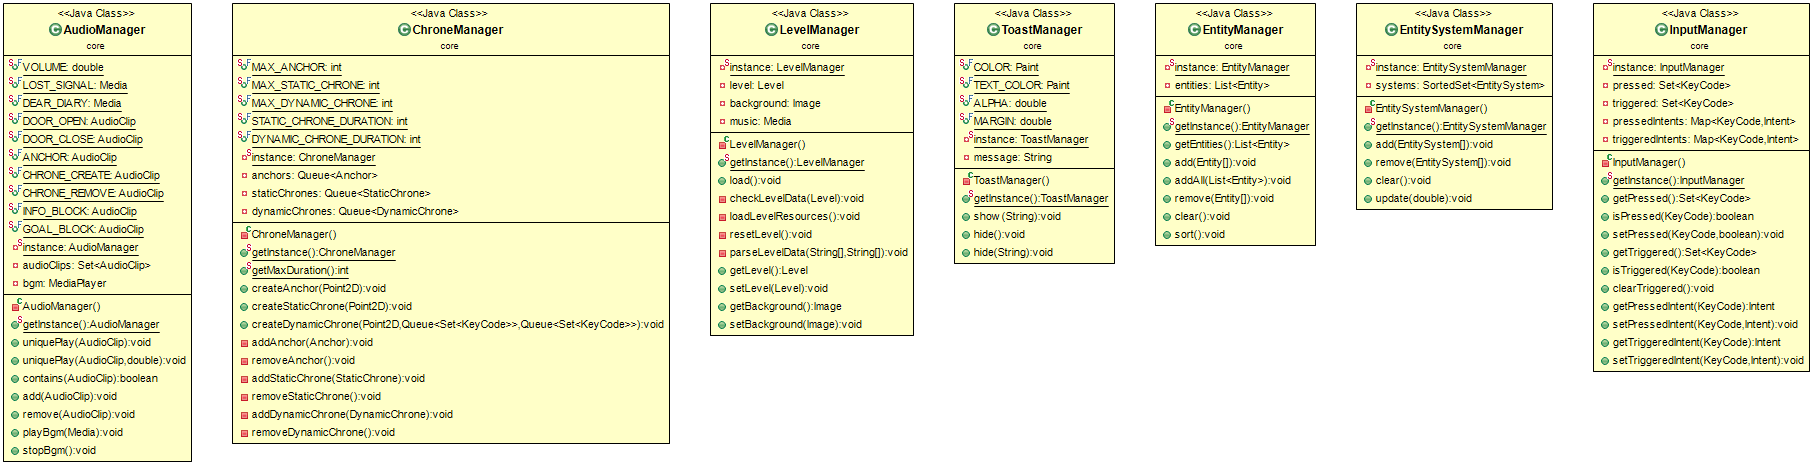 <<Java Class>>
AudioManager
core
VOLUME: double
LOST_SIGNAL: Media
DEAR_DIARY: Media
DOOR_OPEN: AudioClip
DOOR_CLOSE: AudioClip
ANCHOR: AudioClip
CHRONE_CREATE: AudioClip
CHRONE_REMOVE: AudioClip
INFO_BLOCK: AudioClip
GOAL_BLOCK: AudioClip
instance: AudioManager
audioClips: Set<AudioClip>
bgm: MediaPlayer
AudioManager()
getInstance():AudioManager
uniquePlay(AudioClip):void
uniquePlay(AudioClip,double):void
contains(AudioClip):boolean
add(AudioClip):void
remove(AudioClip):void
playBgm(Media):void
stopBgm():void
<<Java Class>>
ChroneManager
core
MAX_ANCHOR: int
MAX_STATIC_CHRONE: int
MAX_DYNAMIC_CHRONE: int
STATIC_CHRONE_DURATION: int
DYNAMIC_CHRONE_DURATION: int
instance: ChroneManager
anchors: Queue<Anchor>
staticChrones: Queue<StaticChrone>
dynamicChrones: Queue<DynamicChrone>
ChroneManager()
getInstance():ChroneManager
getMaxDuration():int
createAnchor(Point2D):void
createStaticChrone(Point2D):void
createDynamicChrone(Point2D,Queue<Set<KeyCode>>,Queue<Set<KeyCode>>):void
addAnchor(Anchor):void
removeAnchor():void
addStaticChrone(StaticChrone):void
removeStaticChrone():void
addDynamicChrone(DynamicChrone):void
removeDynamicChrone():void
<<Java Class>>
LevelManager
core
instance: LevelManager
level: Level
background: Image
music: Media
LevelManager()
getInstance():LevelManager
load():void
checkLevelData(Level):void
loadLevelResources():void
resetLevel():void
parseLevelData(String[],String[]):void
getLevel():Level
setLevel(Level):void
getBackground():Image
setBackground(Image):void
<<Java Class>>
ToastManager
core
COLOR: Paint
TEXT_COLOR: Paint
ALPHA: double
MARGIN: double
instance: ToastManager
message: String
ToastManager()
getInstance():ToastManager
show (String):void
hide():void
hide(String):void
<<Java Class>>
EntityManager
core
instance: EntityManager
entities: List<Entity>
EntityManager()
getInstance():EntityManager
getEntities():List<Entity>
add(Entity[]):void
addAll(List<Entity>):void
remove(Entity[]):void
clear():void
sort():void
<<Java Class>>
EntitySystemManager
core
instance: EntitySystemManager
systems: SortedSet<EntitySystem>
EntitySystemManager()
getInstance():EntitySystemManager
add(EntitySystem[]):void
remove(EntitySystem[]):void
clear():void
update(double):void
<<Java Class>>
InputManager
core
instance: InputManager
pressed: Set<KeyCode>
triggered: Set<KeyCode>
pressedIntents: Map<KeyCode,Intent>
triggeredIntents: Map<KeyCode,Intent>
InputManager()
getInstance():InputManager
getPressed():Set<KeyCode>
isPressed(KeyCode):boolean
setPressed(KeyCode,boolean):void
getTriggered():Set<KeyCode>
isTriggered(KeyCode):boolean
clearTriggered():void
getPressedIntent(KeyCode):Intent
setPressedIntent(KeyCode,Intent):void
getTriggeredIntent(KeyCode):Intent
setTriggeredIntent(KeyCode,Intent):void